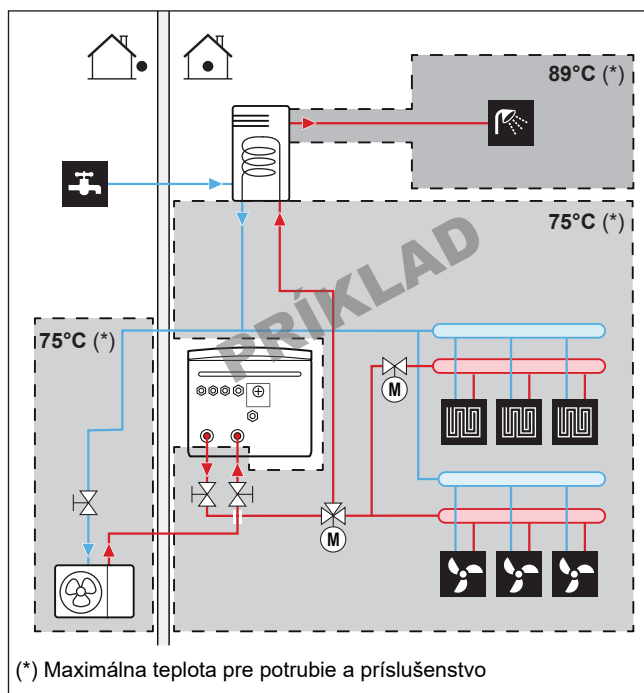 89°C (*)
75°C (*)
PRÍKLAD
75°C (*)
M
M
(*) Maximálna teplota pre potrubie a príslušenstvo